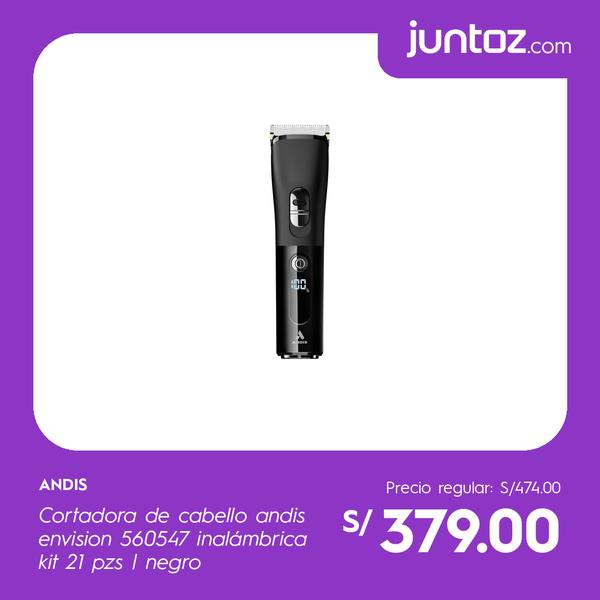 juntoz.com
100%
ANDIS
ANDIS
Precio regular: S/474.00
Cortadora de cabello andis
envision 560547 inalámbrica
kit 21 pzs | negro
S/379.00